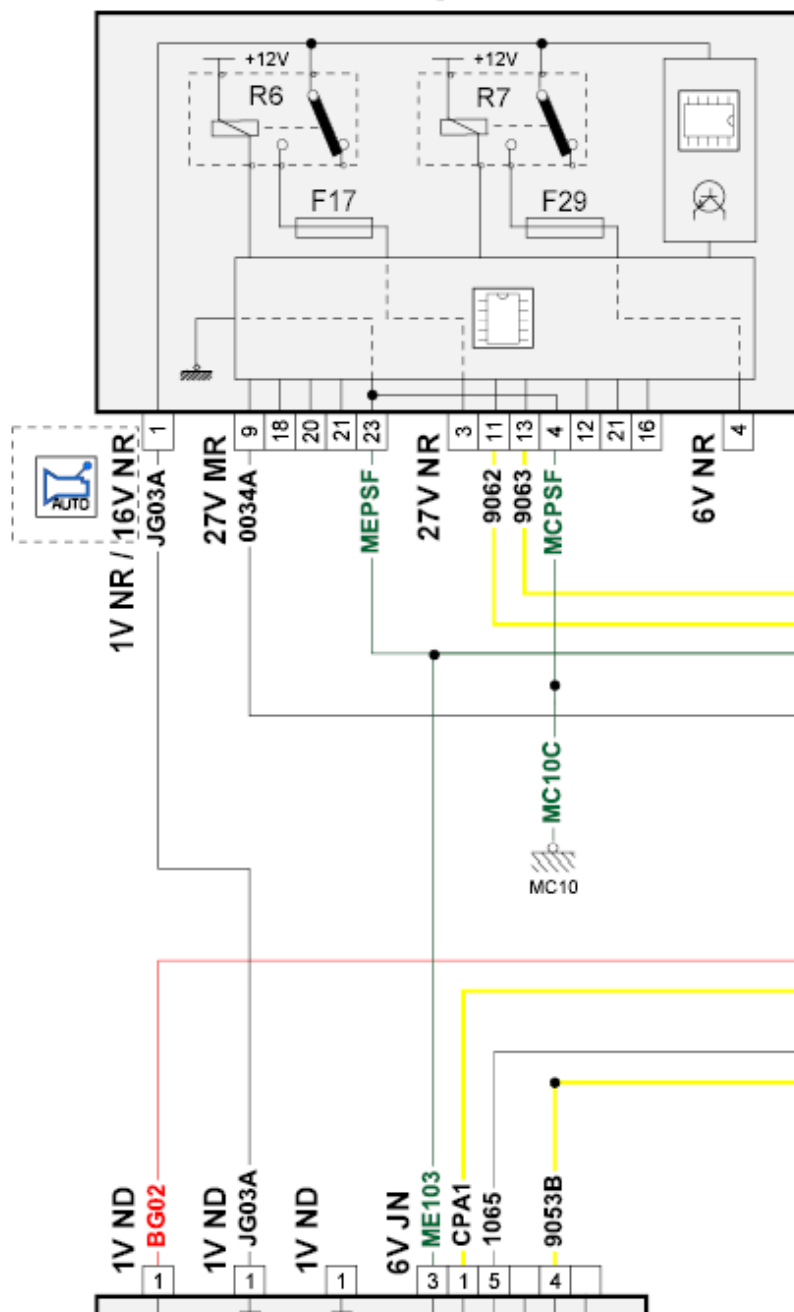 +12V
+12V
R6
R7
F17
F29
1
9
18
20
21
23
3
11
13
4
12
21
16
4
AUTO
1V NR / 16V NR
JG03A
27V MR
0034A
MEPSF
27V NR
9062
9063
MCPSF
6V NR
MC10C
MC10
1V ND
BG02
1V ND
JG03A
1V ND
6V JN
ME103
CPA1
1065
9053B
1
1
1
3
1
5
4